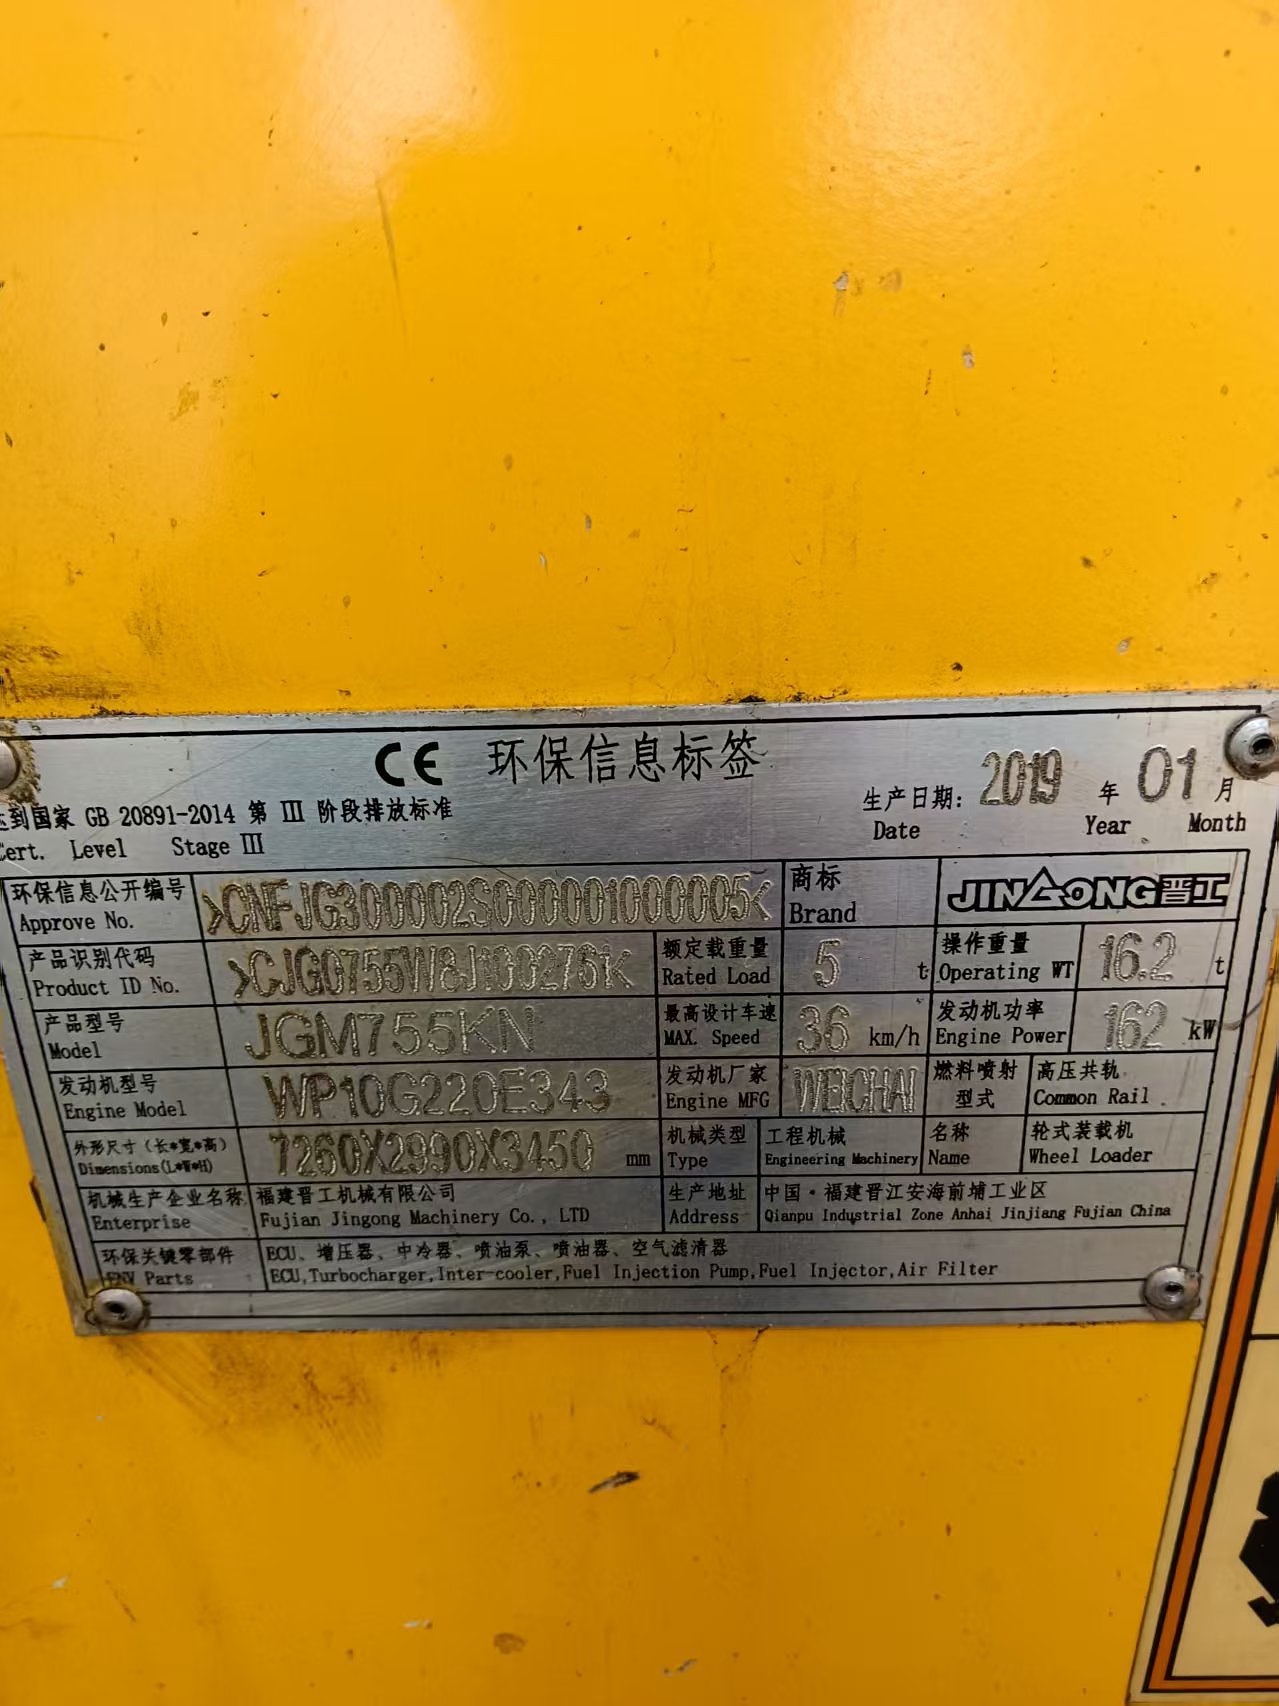 CE 环保信息标签
达到国家 GB 20891-2014 第 III 阶段排放标准
Cert. Level Stage III
生产日期: 2019 年 01 月
Date Year Month
环保信息公开编号 >CNFJG300002S000001000005<
Approve No.
商标 JINGONG晋工
Brand
产品识别代码 >CJG0755W8J1002761<
Product ID No.
额定载重量 5 t
Rated Load
操作重量 16.2 t
Operating WT
产品型号 JGM755KN
Model
最高设计车速 36 km/h
MAX. Speed
发动机功率 162 kW
Engine Power
发动机型号 WP10G220E343
Engine Model
发动机厂家 WEICHAI
Engine MFG
燃料喷射 高压共轨
型式 Common Rail
外形尺寸(长*宽*高) 7260X2990X3450 mm
Dimensions(L*W*H)
机械类型 工程机械
Type Engineering Machinery
名称 轮式装载机
Name Wheel Loader
机械生产企业名称 福建晋工机械有限公司
Enterprise Fujian Jingong Machinery Co., LTD
生产地址 中国·福建晋江安海前埔工业区
Address Qianpu Industrial Zone Anhai Jinjiang Fujian China
环保关键零部件 ECU、增压器、中冷器、喷油泵、喷油器、空气滤清器
ENV Parts ECU,Turbocharger,Inter-cooler,Fuel Injection Pump,Fuel Injector,Air Filter